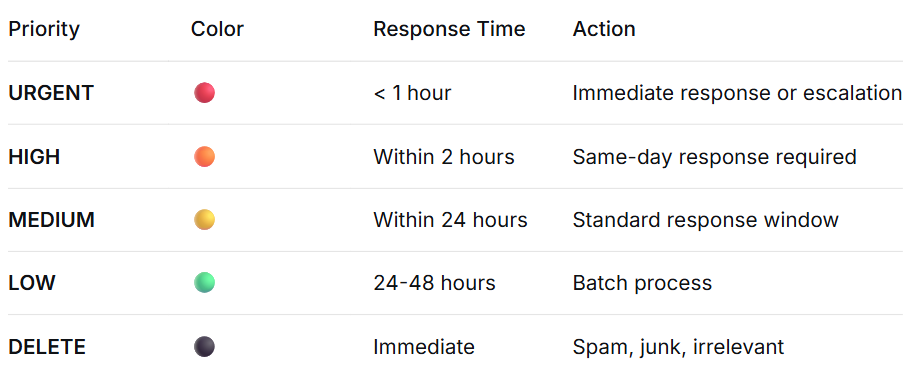 Priority Color Response Time Action
URGENT 🔴 < 1 hour Immediate response or escalation
HIGH 🟠 Within 2 hours Same-day response required
MEDIUM 🟡 Within 24 hours Standard response window
LOW 🟢 24-48 hours Batch process
DELETE ⚫ Immediate Spam, junk, irrelevant